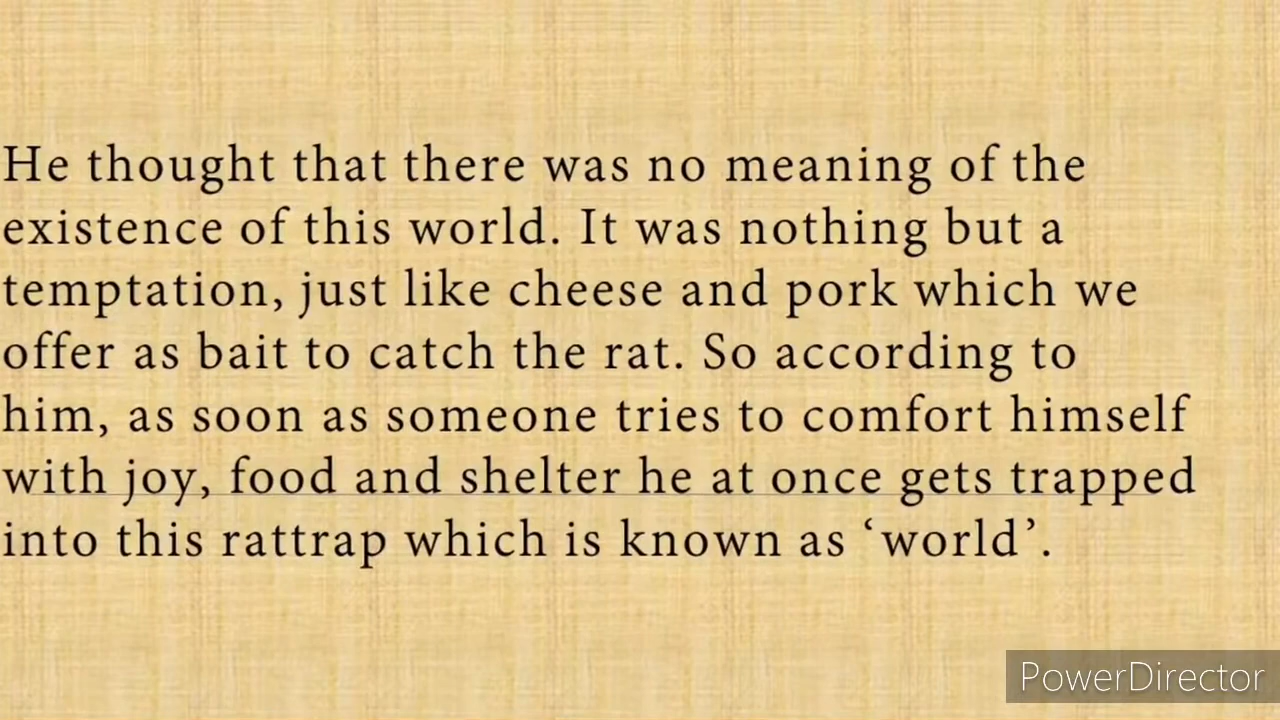 He thought that there was no meaning of the
existence of this world. It was nothing but a
temptation, just like cheese and pork which we
offer as bait to catch the rat. So according to
him, as soon as someone tries to comfort himself
with joy, food and shelter he at once gets trapped
into this rattrap which is known as ‘world’.
PowerDirector